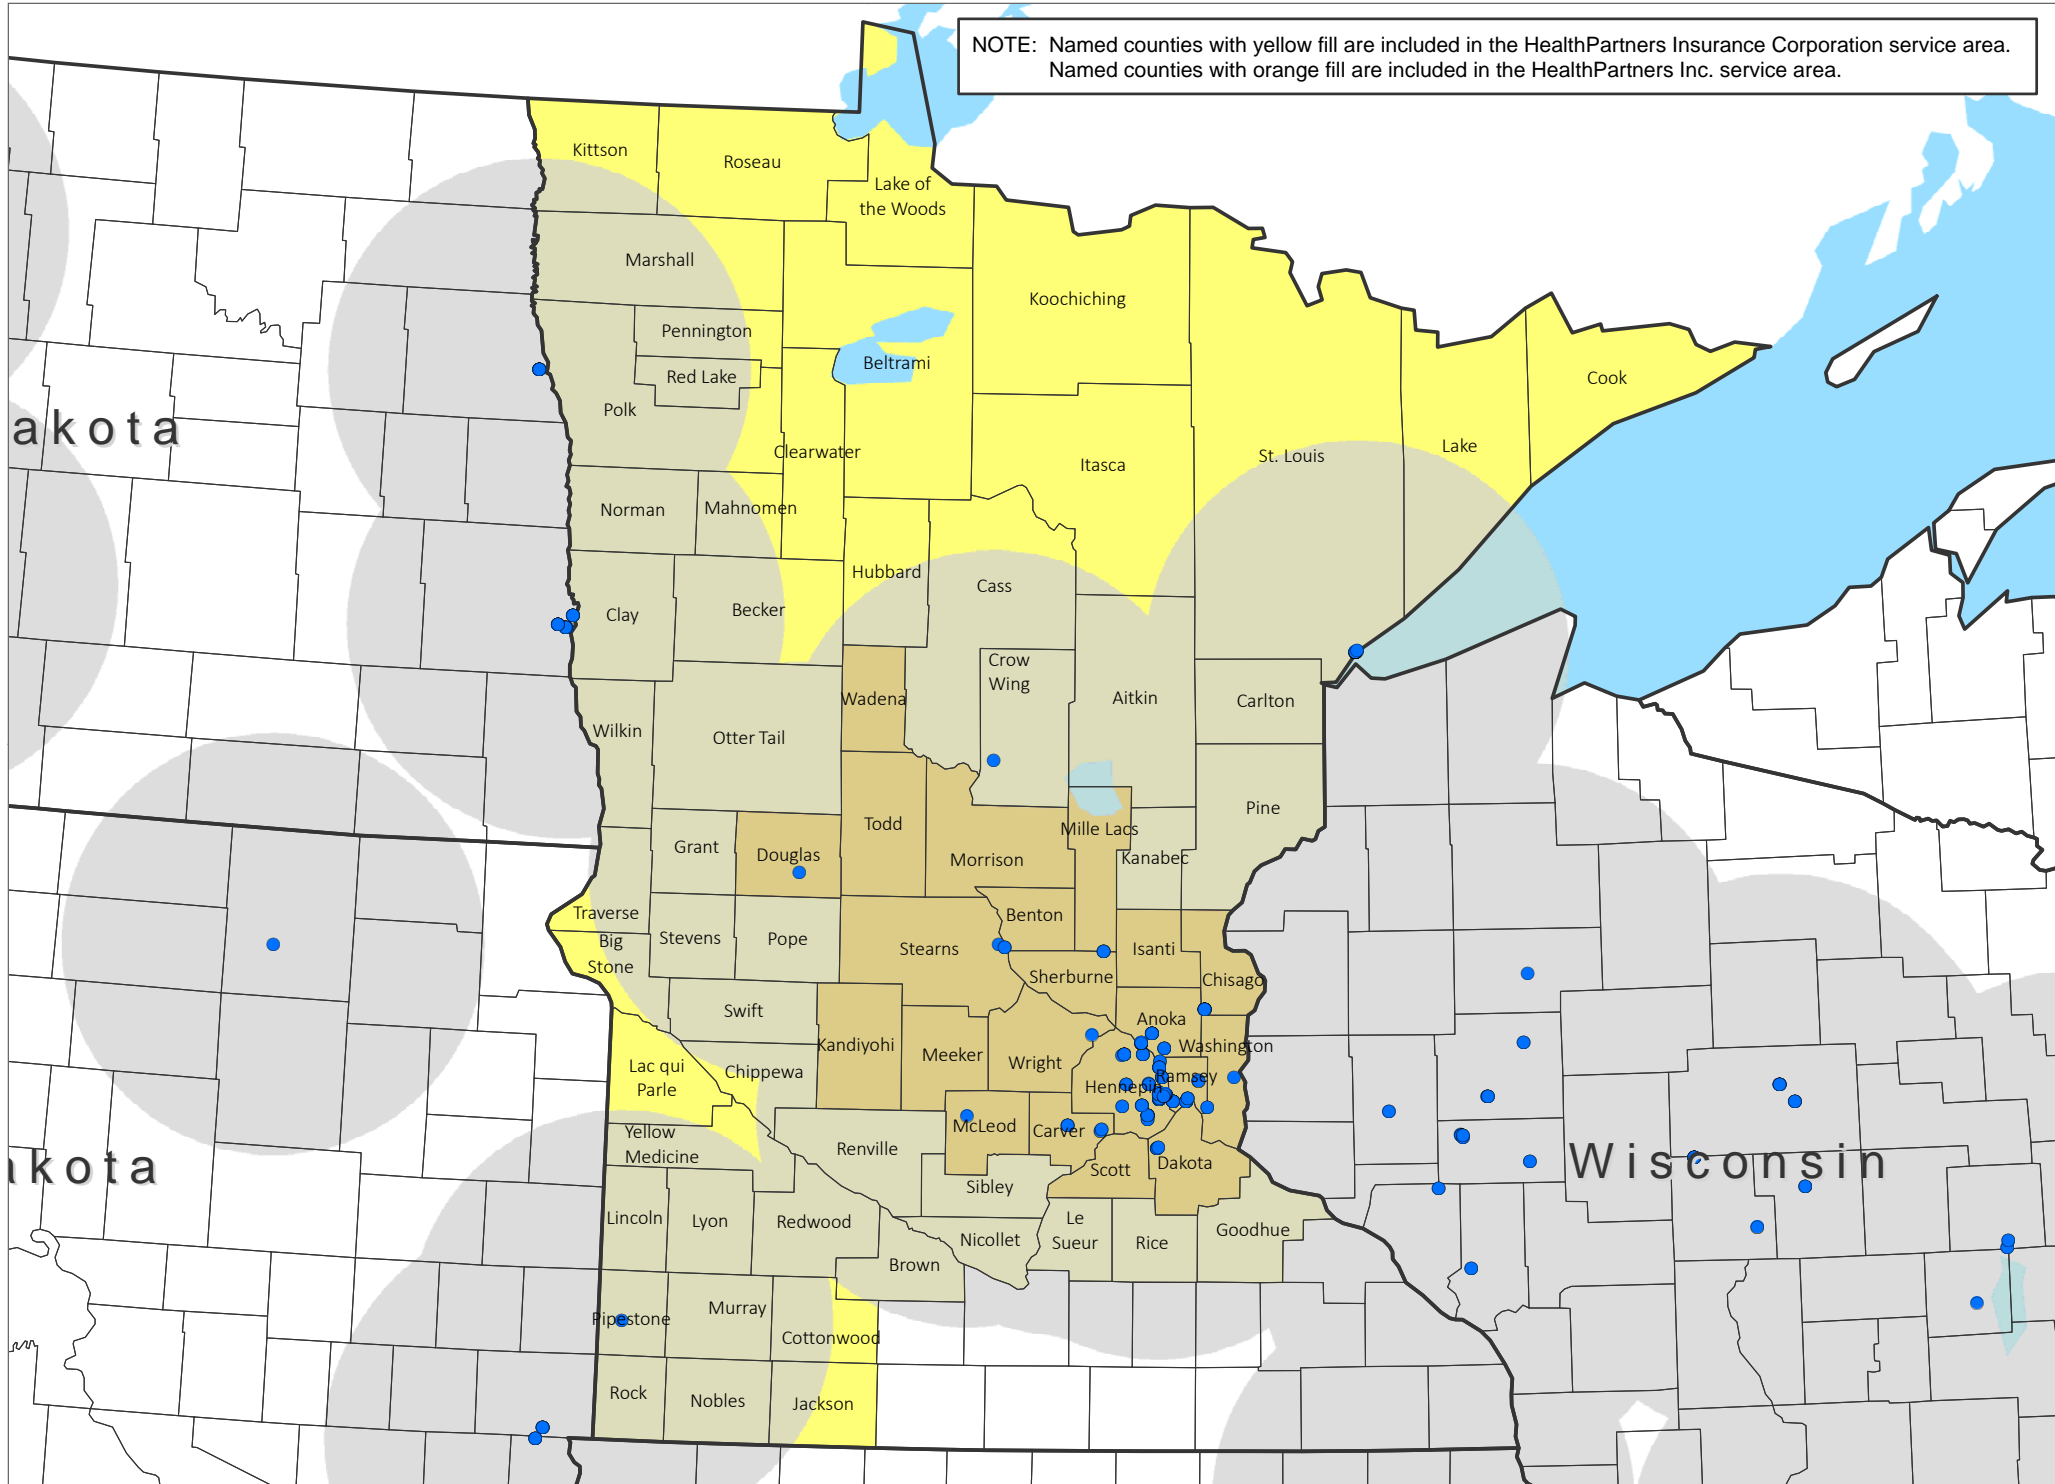 NOTE: Named counties with yellow fill are included in the HealthPartners Insurance Corporation service area.
Named counties with orange fill are included in the HealthPartners Inc. service area.
Kittson
Roseau
Lake of
the Woods
Marshall
Koochiching
Pennington
Beltrami
Red Lake
Cook
Polk
akota
Clearwater
Itasca
St. Louis
Lake
Norman
Mahnomen
Hubbard
Cass
Clay
Becker
Crow
Wing
Wadena
Aitkin
Carlton
Wilkin
Otter Tail
Pine
Todd
Mille Lacs
Grant
Douglas
Morrison
Kanabec
Traverse
Benton
Big
Stone
Stevens
Pope
Stearns
Isanti
Sherburne
Chisago
Swift
Anoka
Kandiyohi
Meeker
Wright
Washington
Lac qui
Parle
Chippewa
Hennepin
Ramsey
McLeod
Carver
Yellow
Medicine
Renville
Scott
Dakota
akota
Wisconsin
Sibley
Lincoln
Lyon
Redwood
Le
Sueur
Nicollet
Rice
Goodhue
Brown
Pipestone
Murray
Cottonwood
Rock
Nobles
Jackson